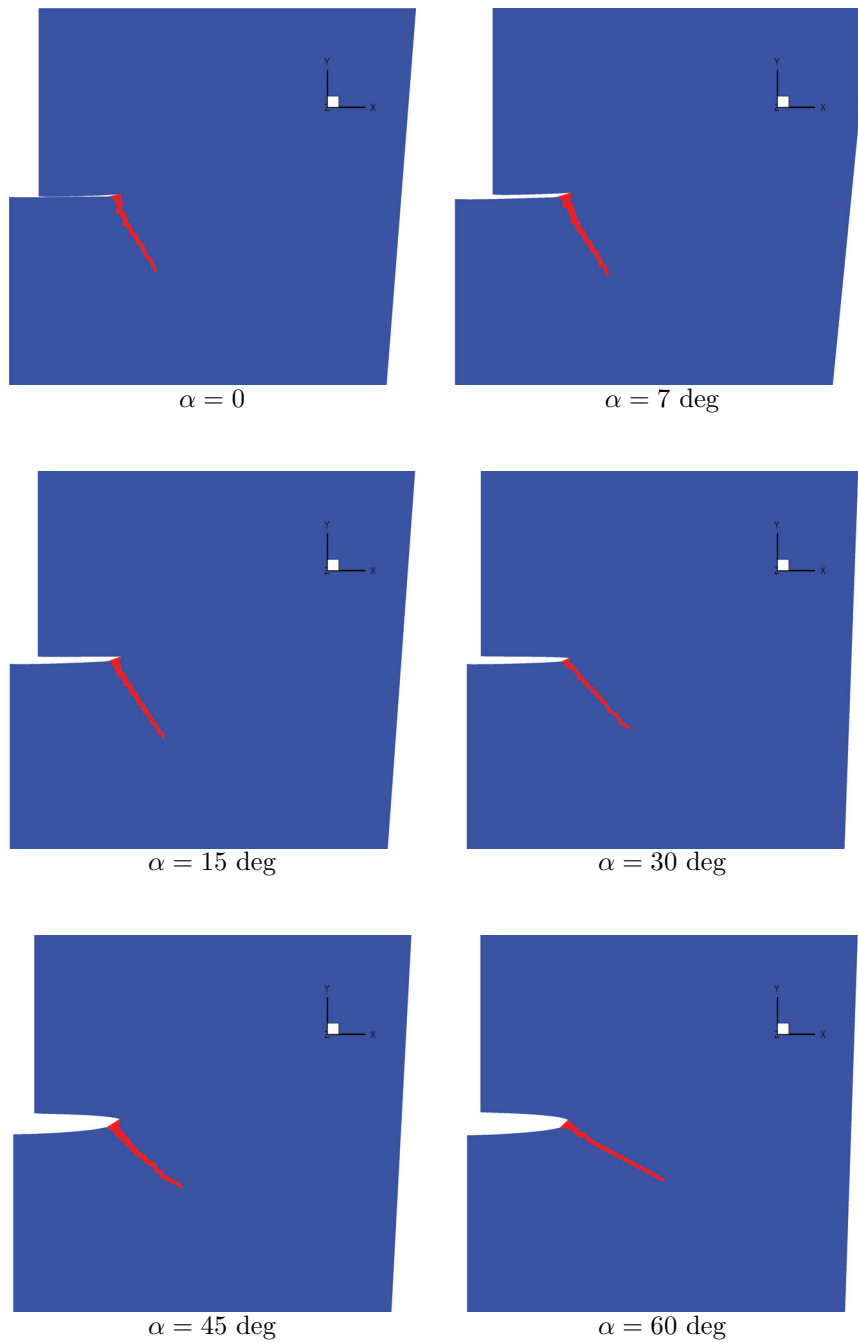 Y
Z X
α = 0
Y
Z X
α = 7 deg
Y
Z X
α = 15 deg
Y
Z X
α = 30 deg
Y
Z X
α = 45 deg
Y
Z X
α = 60 deg